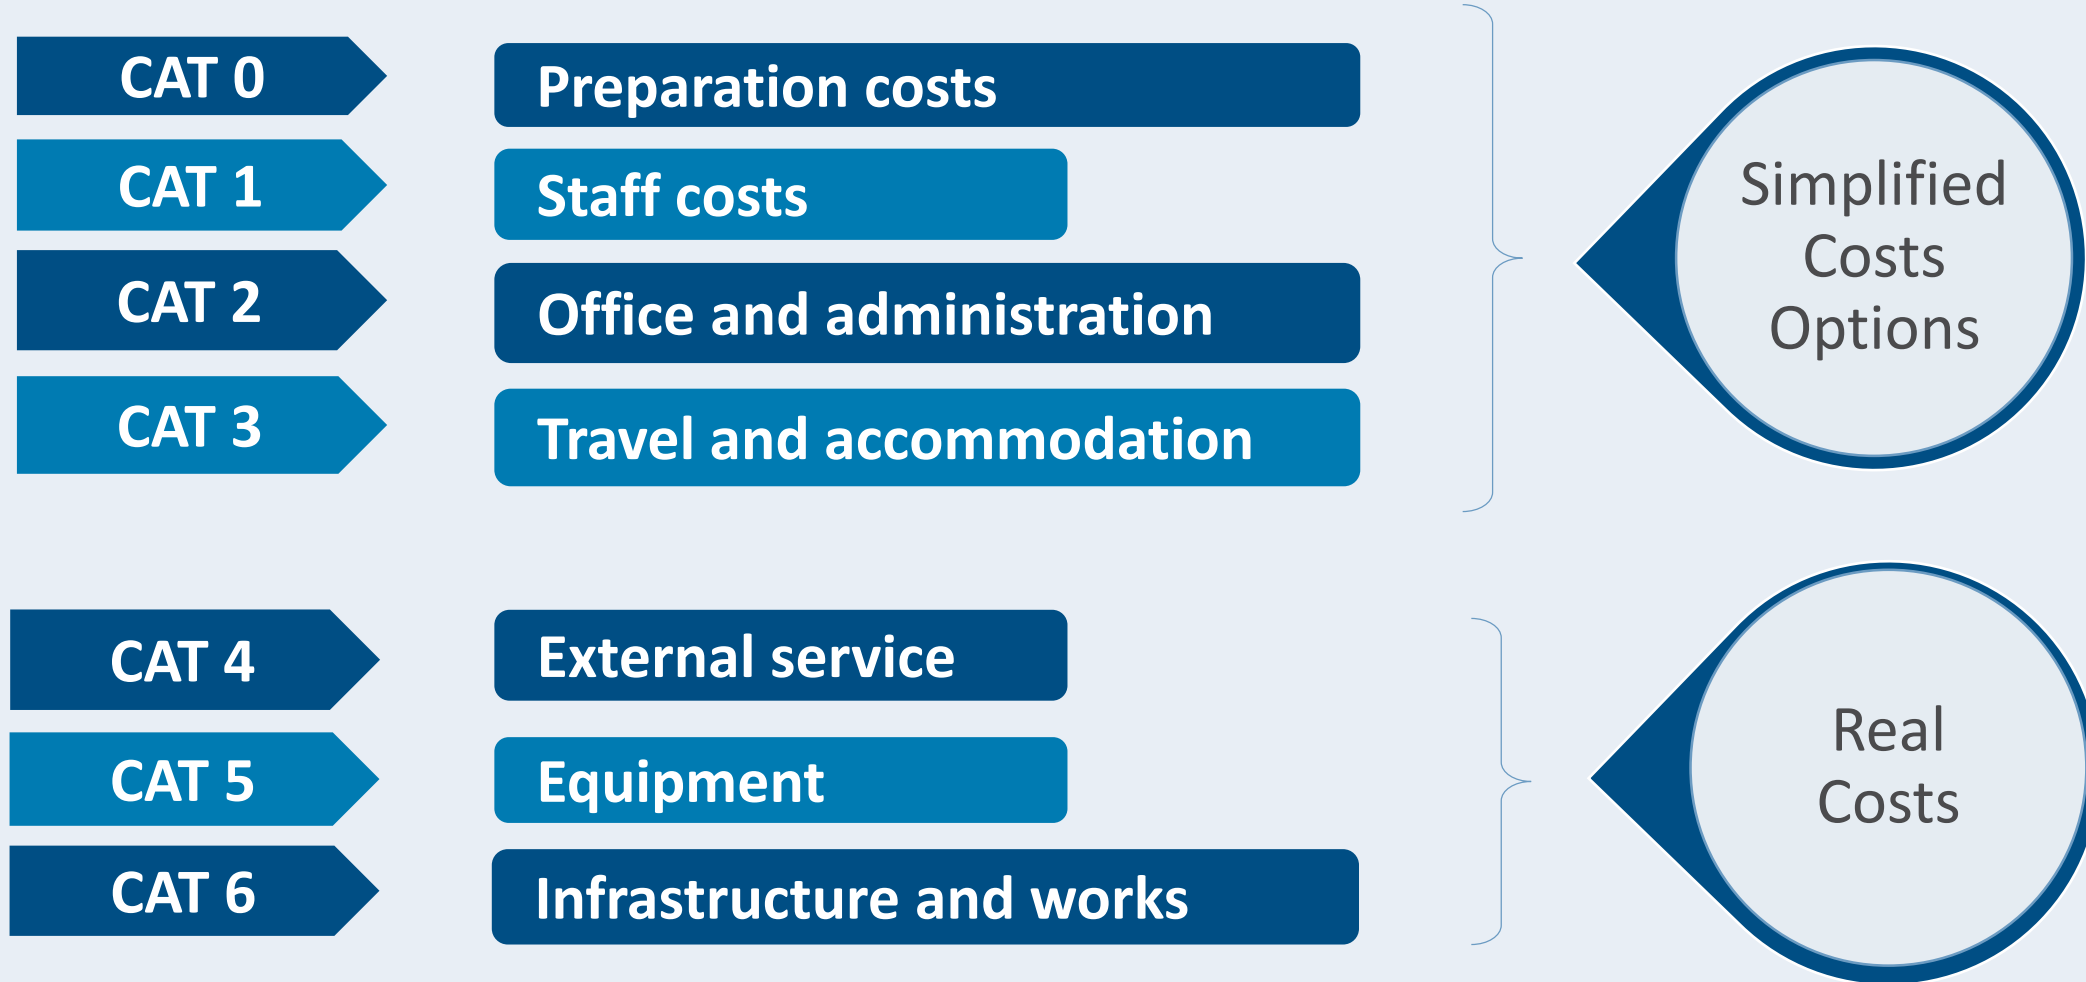 CAT 0
Preparation costs
CAT 1
Staff costs
CAT 2
Office and administration
CAT 3
Travel and accommodation
Simplified
Costs
Options
CAT 4
External service
CAT 5
Equipment
CAT 6
Infrastructure and works
Real
Costs